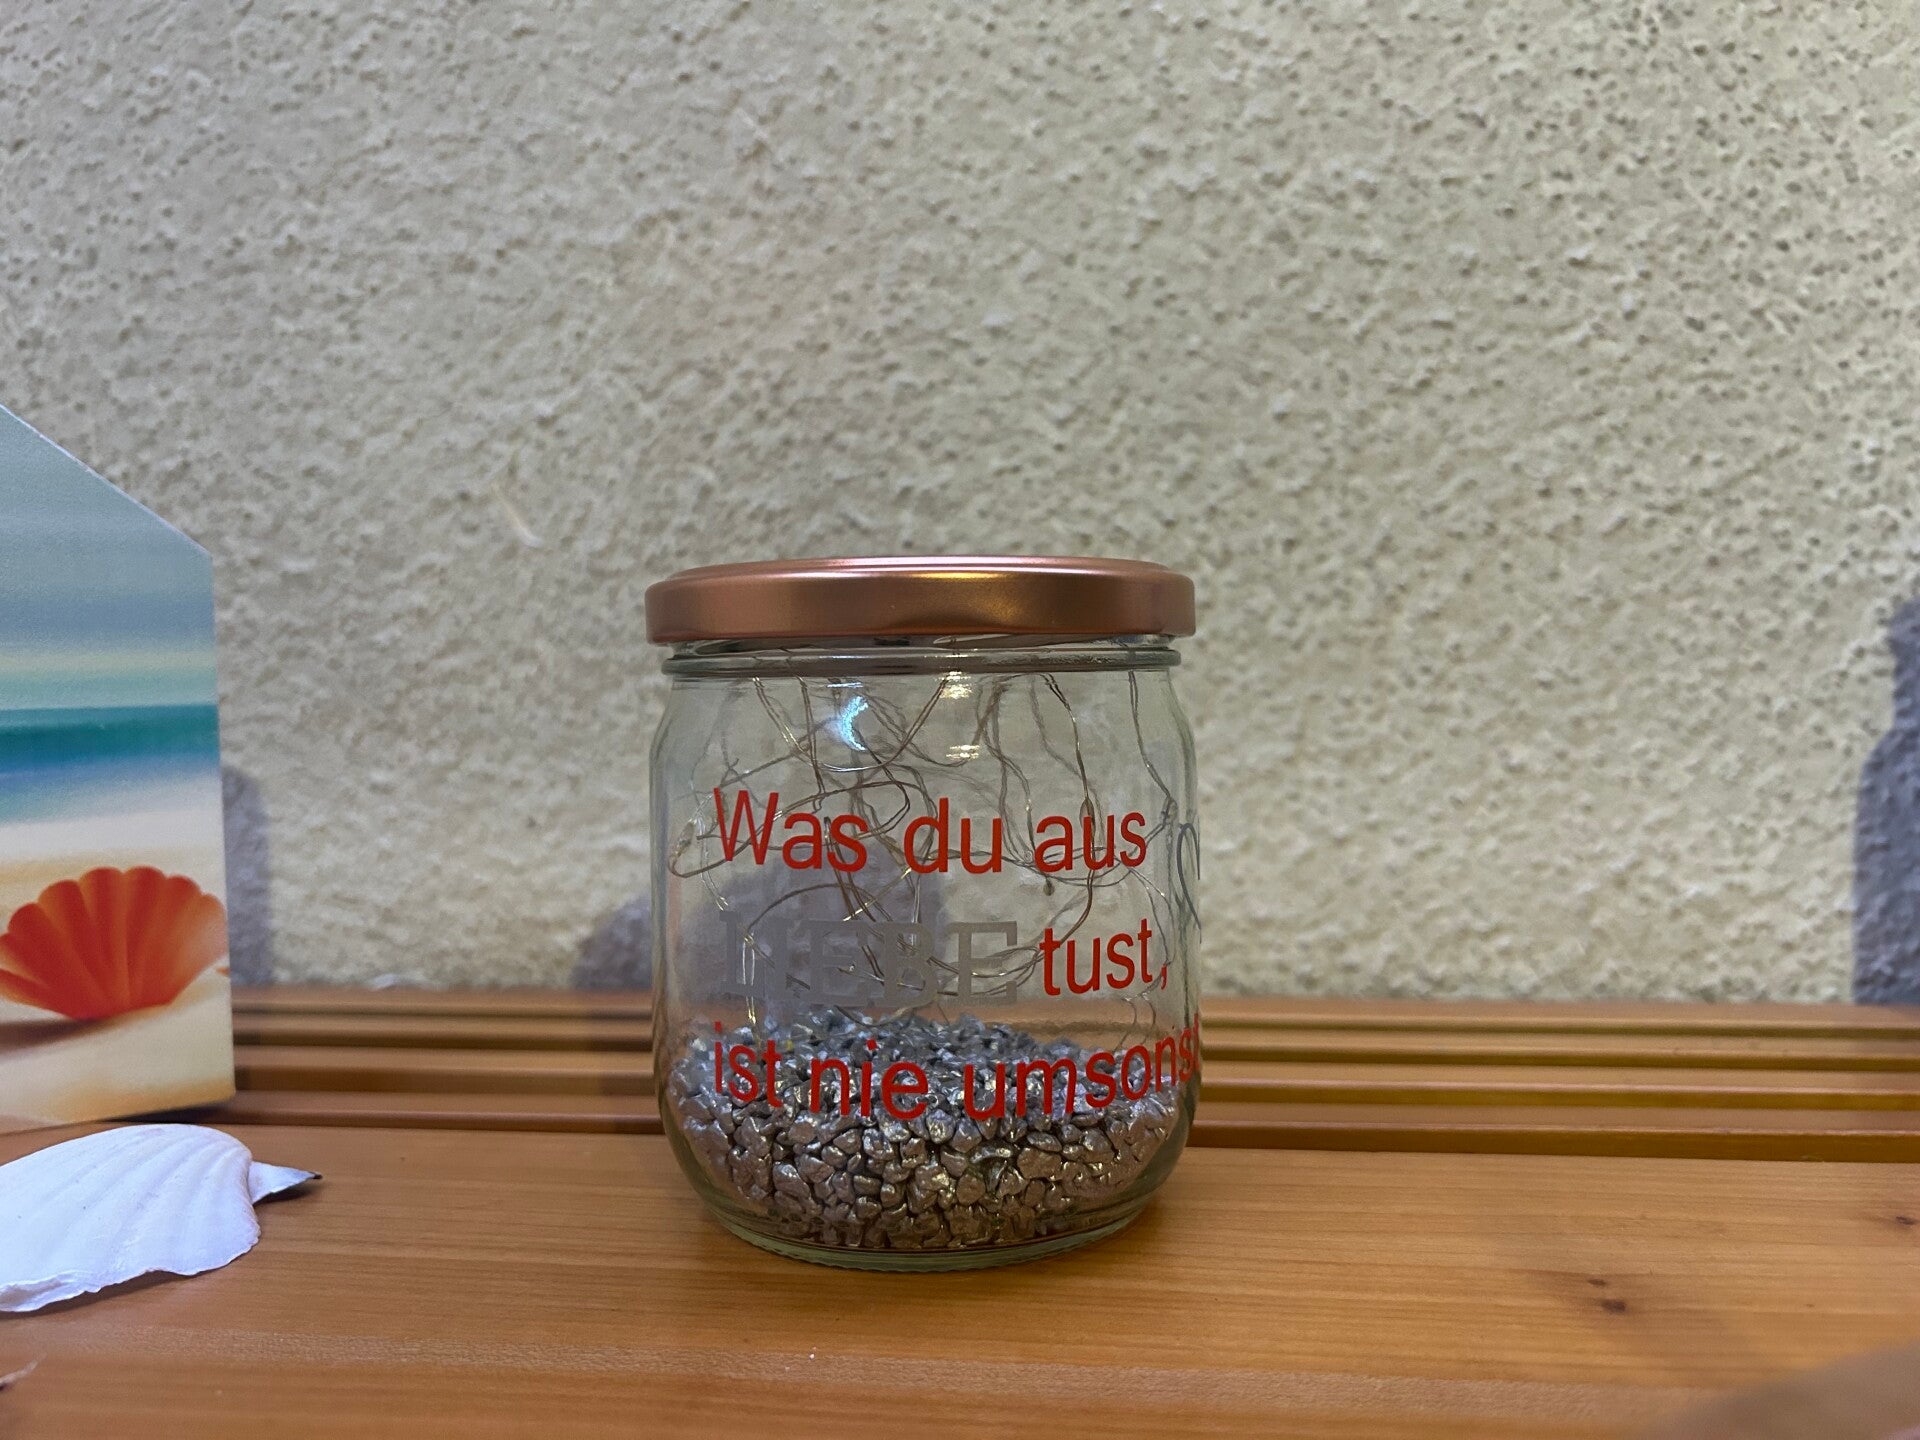 Was du aus
LIEBE tust,
ist nie umsonst